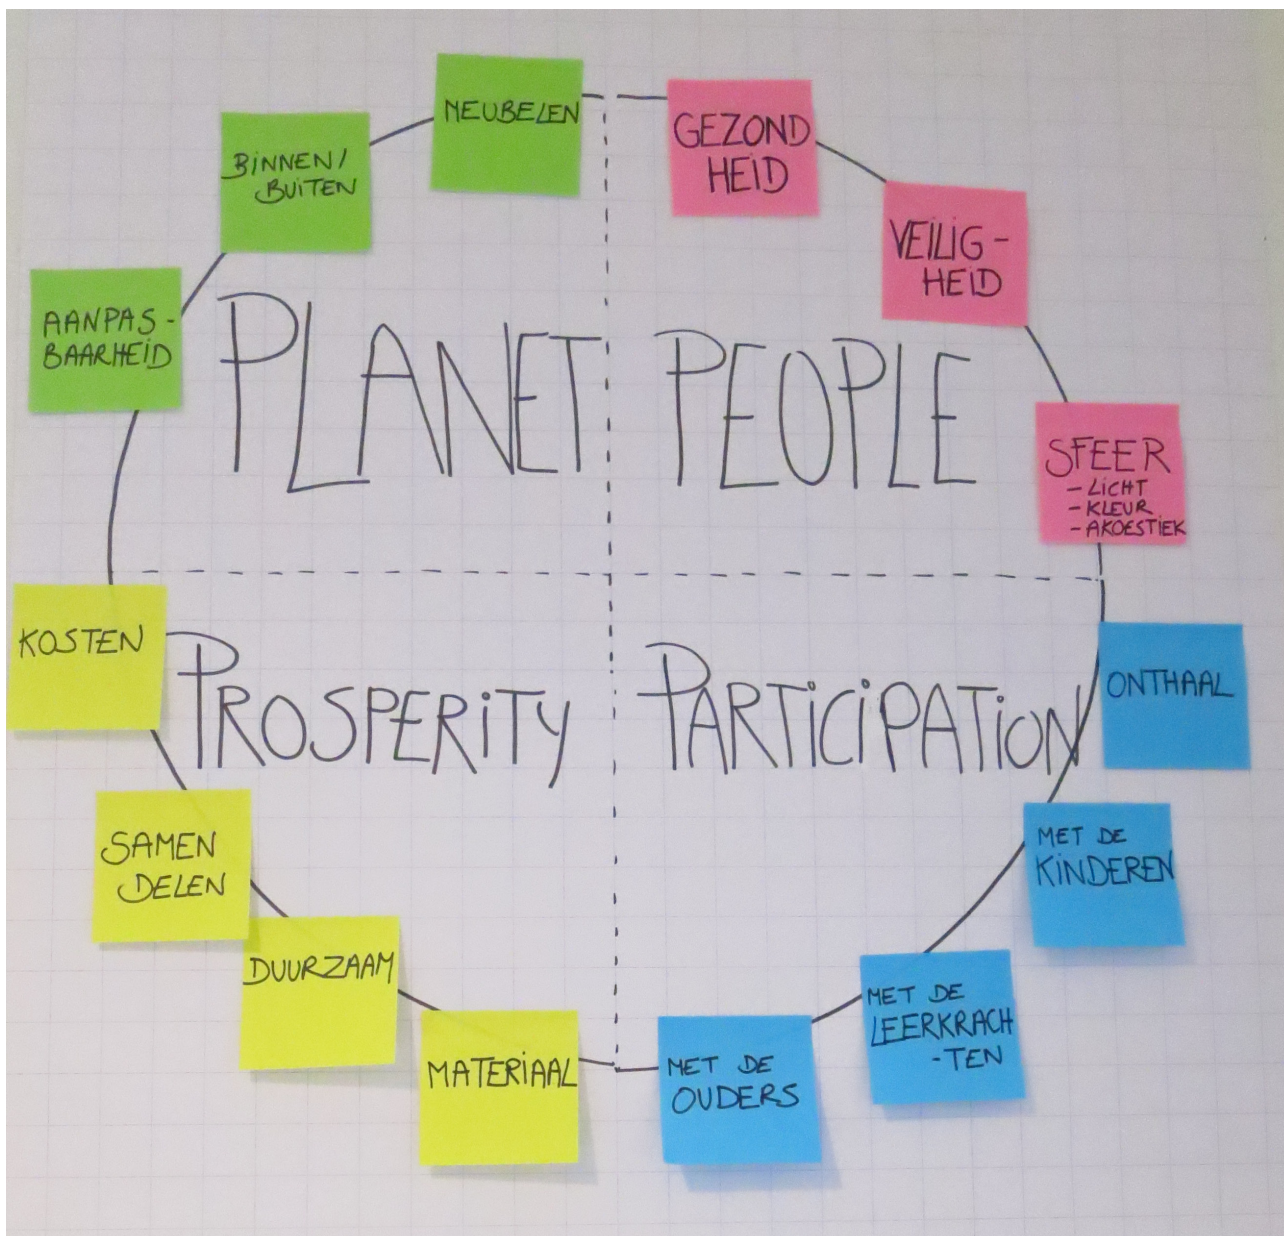 MEUBELEN
BINNEN/
BUITEN
AANPAS-
BAARHEID
PLANET
GEZOND
HEID
VEILIG-
HEID
SFEER
- LICHT
- KLEUR
- AKOESTIEK
PEOPLE
KOSTEN
SAMEN
DELEN
DUURZAAM
MATERIAAL
PROSPERITY
PARTICIPATION
ONTHAAL
MET DE
KINDEREN
MET DE
LEERKRACH
-TEN
MET DE
OUDERS